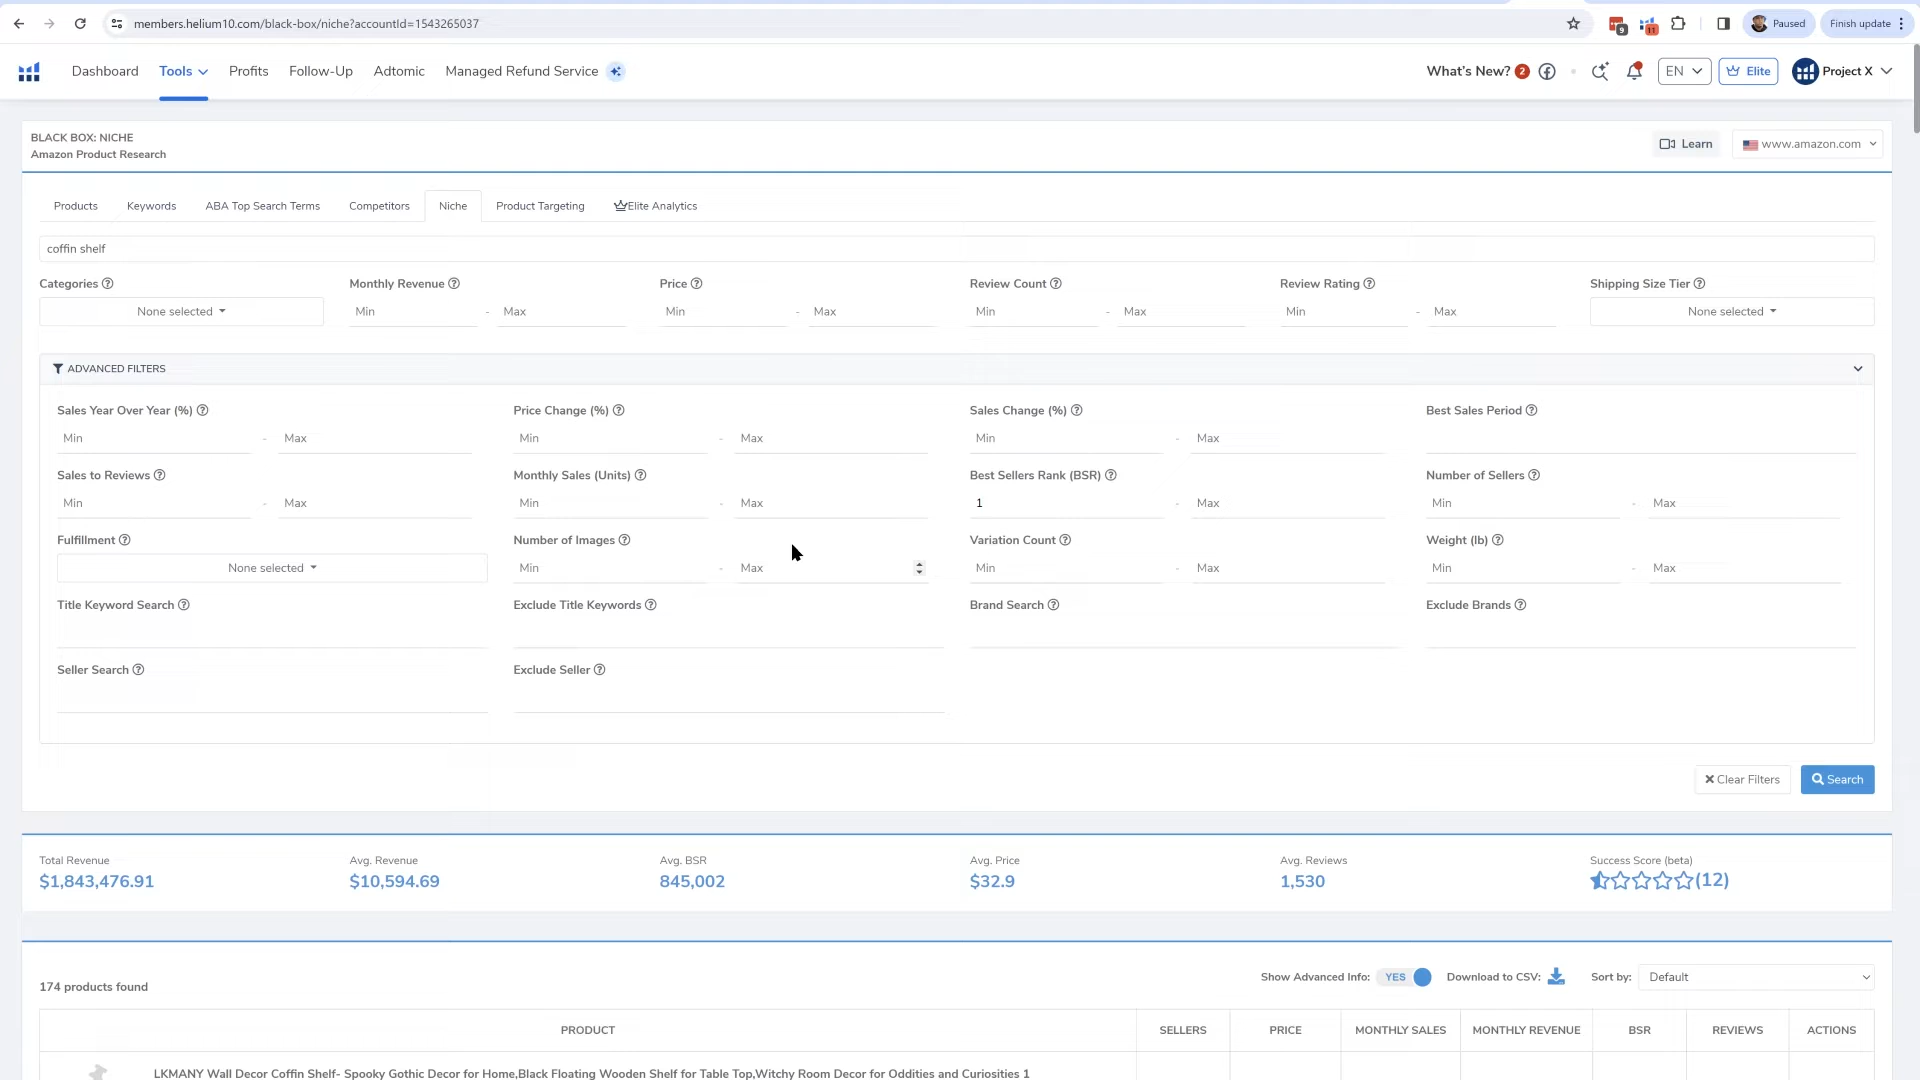 members.helium10.com/black-box/niche?accountId=1543265037
9
11
Paused
Finish update
Dashboard
Tools
Profits
Follow-Up
Adtomic
Managed Refund Service
What's New? 2
EN
Elite
Project X
BLACK BOX: NICHE
Amazon Product Research
Learn
www.amazon.com
Products
Keywords
ABA Top Search Terms
Competitors
Niche
Product Targeting
Elite Analytics
coffin shelf
Categories
Monthly Revenue
Price
Review Count
Review Rating
Shipping Size Tier
None selected
Min - Max
Min - Max
Min - Max
Min - Max
None selected
ADVANCED FILTERS
Sales Year Over Year (%)
Price Change (%)
Sales Change (%)
Best Sales Period
Min - Max
Min - Max
Min - Max
Sales to Reviews
Monthly Sales (Units)
Best Sellers Rank (BSR)
Number of Sellers
Min - Max
Min - Max
1 - Max
Min - Max
Fulfillment
Number of Images
Variation Count
Weight (lb)
None selected
Min - Max
Min - Max
Min - Max
Title Keyword Search
Exclude Title Keywords
Brand Search
Exclude Brands
Seller Search
Exclude Seller
Clear Filters
Search
Total Revenue
Avg. Revenue
Avg. BSR
Avg. Price
Avg. Reviews
Success Score (beta)
$1,843,476.91
$10,594.69
845,002
$32.9
1,530
(12)
174 products found
Show Advanced Info: YES
Download to CSV:
Sort by: Default
PRODUCT
SELLERS
PRICE
MONTHLY SALES
MONTHLY REVENUE
BSR
REVIEWS
ACTIONS
LKMANY Wall Decor Coffin Shelf- Spooky Gothic Decor for Home,Black Floating Wooden Shelf for Table Top,Witchy Room Decor for Oddities and Curiosities 1